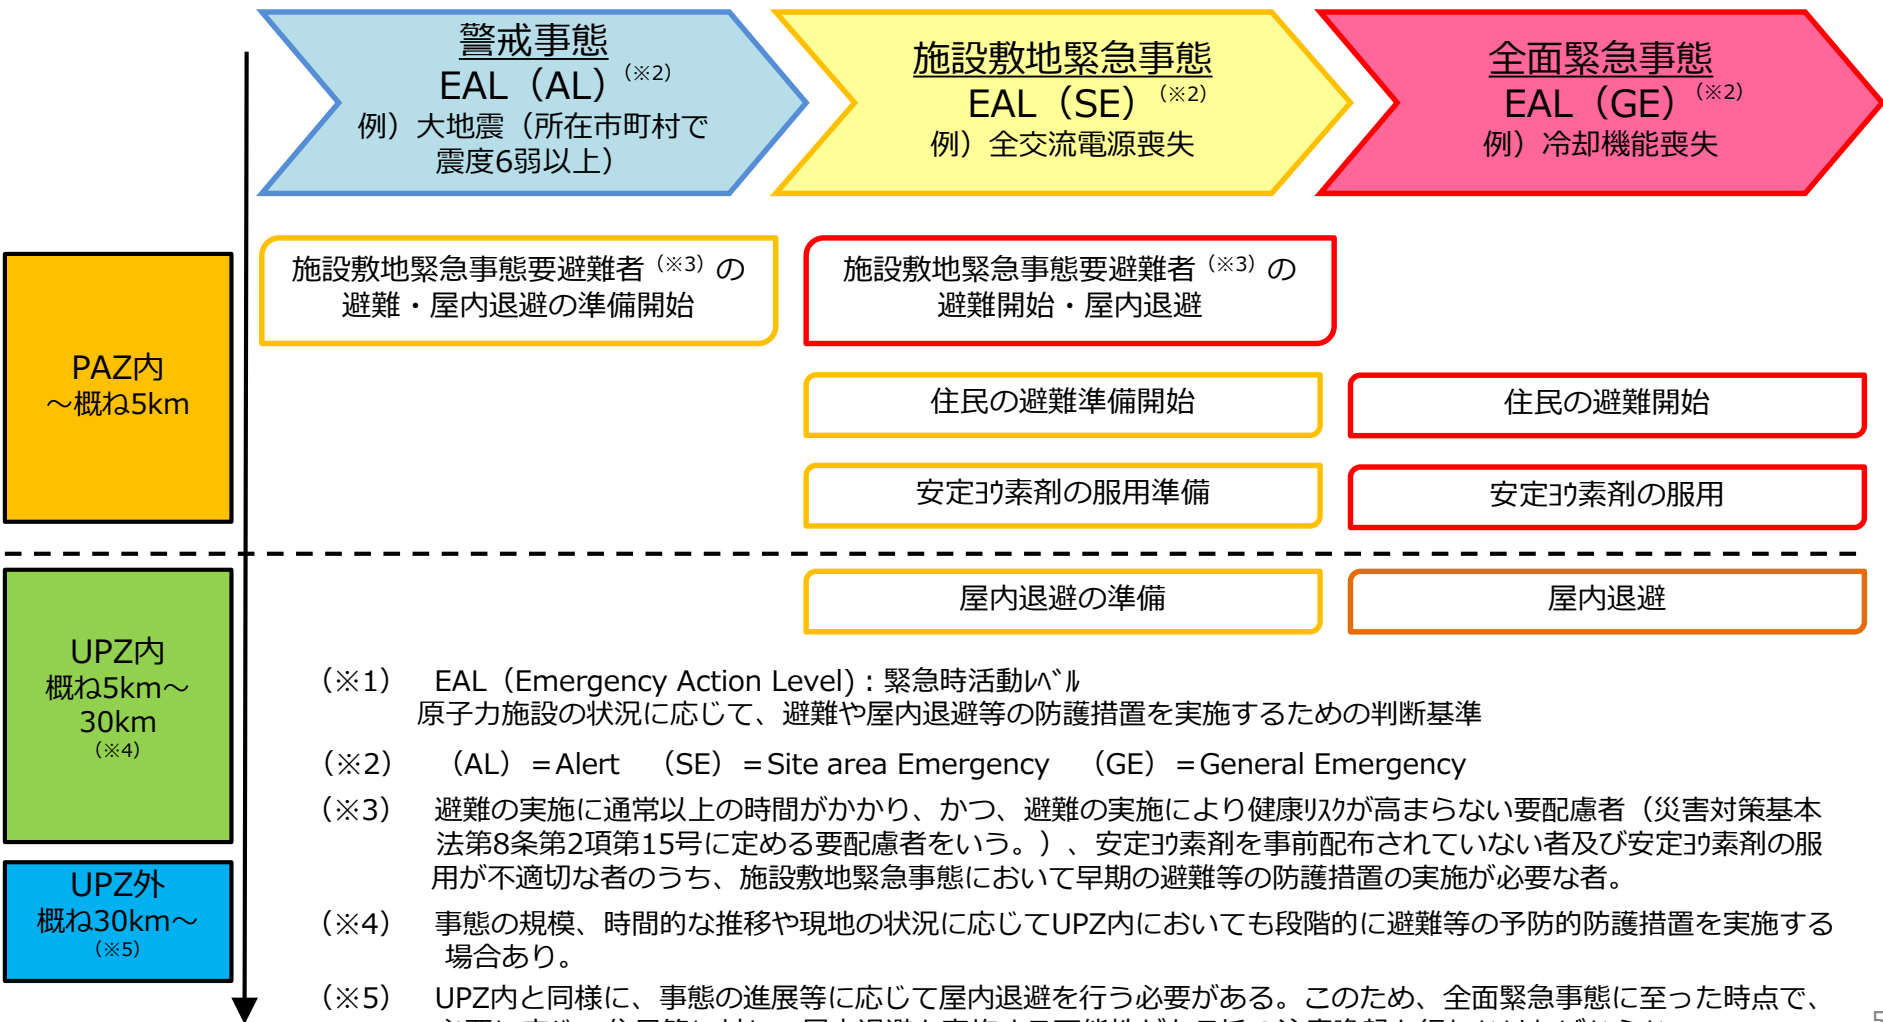 警戒事態
EAL（AL）（※2）
例）大地震（所在市町村で
震度6弱以上）
施設敷地緊急事態
EAL（SE）（※2）
例）全交流電源喪失
全面緊急事態
EAL（GE）（※2）
例）冷却機能喪失
PAZ内
～概ね5km
施設敷地緊急事態要避難者（※3）の
避難・屋内退避の準備開始
施設敷地緊急事態要避難者（※3）の
避難開始・屋内退避
住民の避難準備開始
住民の避難開始
安定ﾖｳ素剤の服用準備
安定ﾖｳ素剤の服用
UPZ内
概ね5km～
30km
（※4）
屋内退避の準備
屋内退避
UPZ外
概ね30km～
（※5）
（※1） EAL（Emergency Action Level)：緊急時活動ﾚﾍﾞﾙ
原子力施設の状況に応じて、避難や屋内退避等の防護措置を実施するための判断基準
（※2） （AL）＝Alert （SE）＝Site area Emergency （GE）＝General Emergency
（※3） 避難の実施に通常以上の時間がかかり、かつ、避難の実施により健康ﾘｽｸが高まらない要配慮者（災害対策基本
法第8条第2項第15号に定める要配慮者をいう。）、安定ﾖｳ素剤を事前配布されていない者及び安定ﾖｳ素剤の服
用が不適切な者のうち、施設敷地緊急事態において早期の避難等の防護措置の実施が必要な者。
（※4） 事態の規模、時間的な推移や現地の状況に応じてUPZ内においても段階的に避難等の予防的防護措置を実施する
場合あり。
（※5） UPZ内と同様に、事態の進展等に応じて屋内退避を行う必要がある。このため、全面緊急事態に至った時点で、